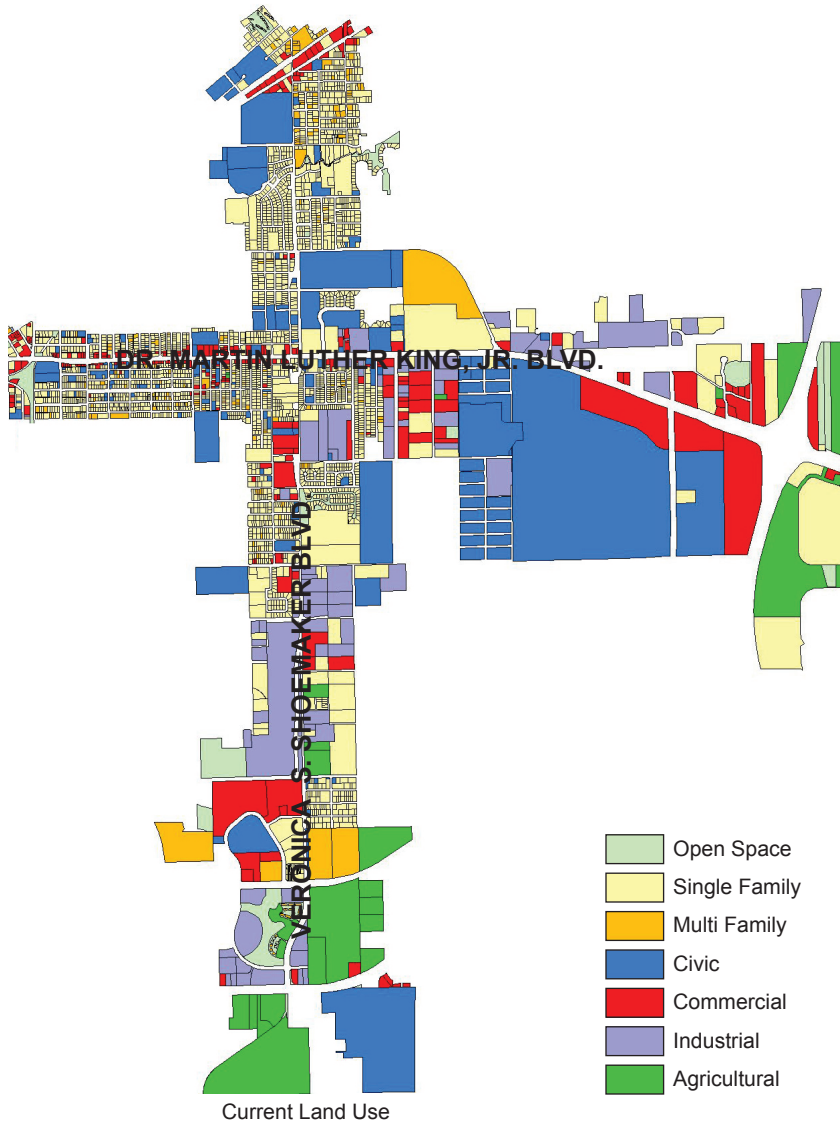 DR. MARTIN LUTHER KING, JR. BLVD.
VERONICA S. SHOEMAKER BLVD
Open Space
Single Family
Multi Family
Civic
Commercial
Industrial
Agricultural
Current Land Use